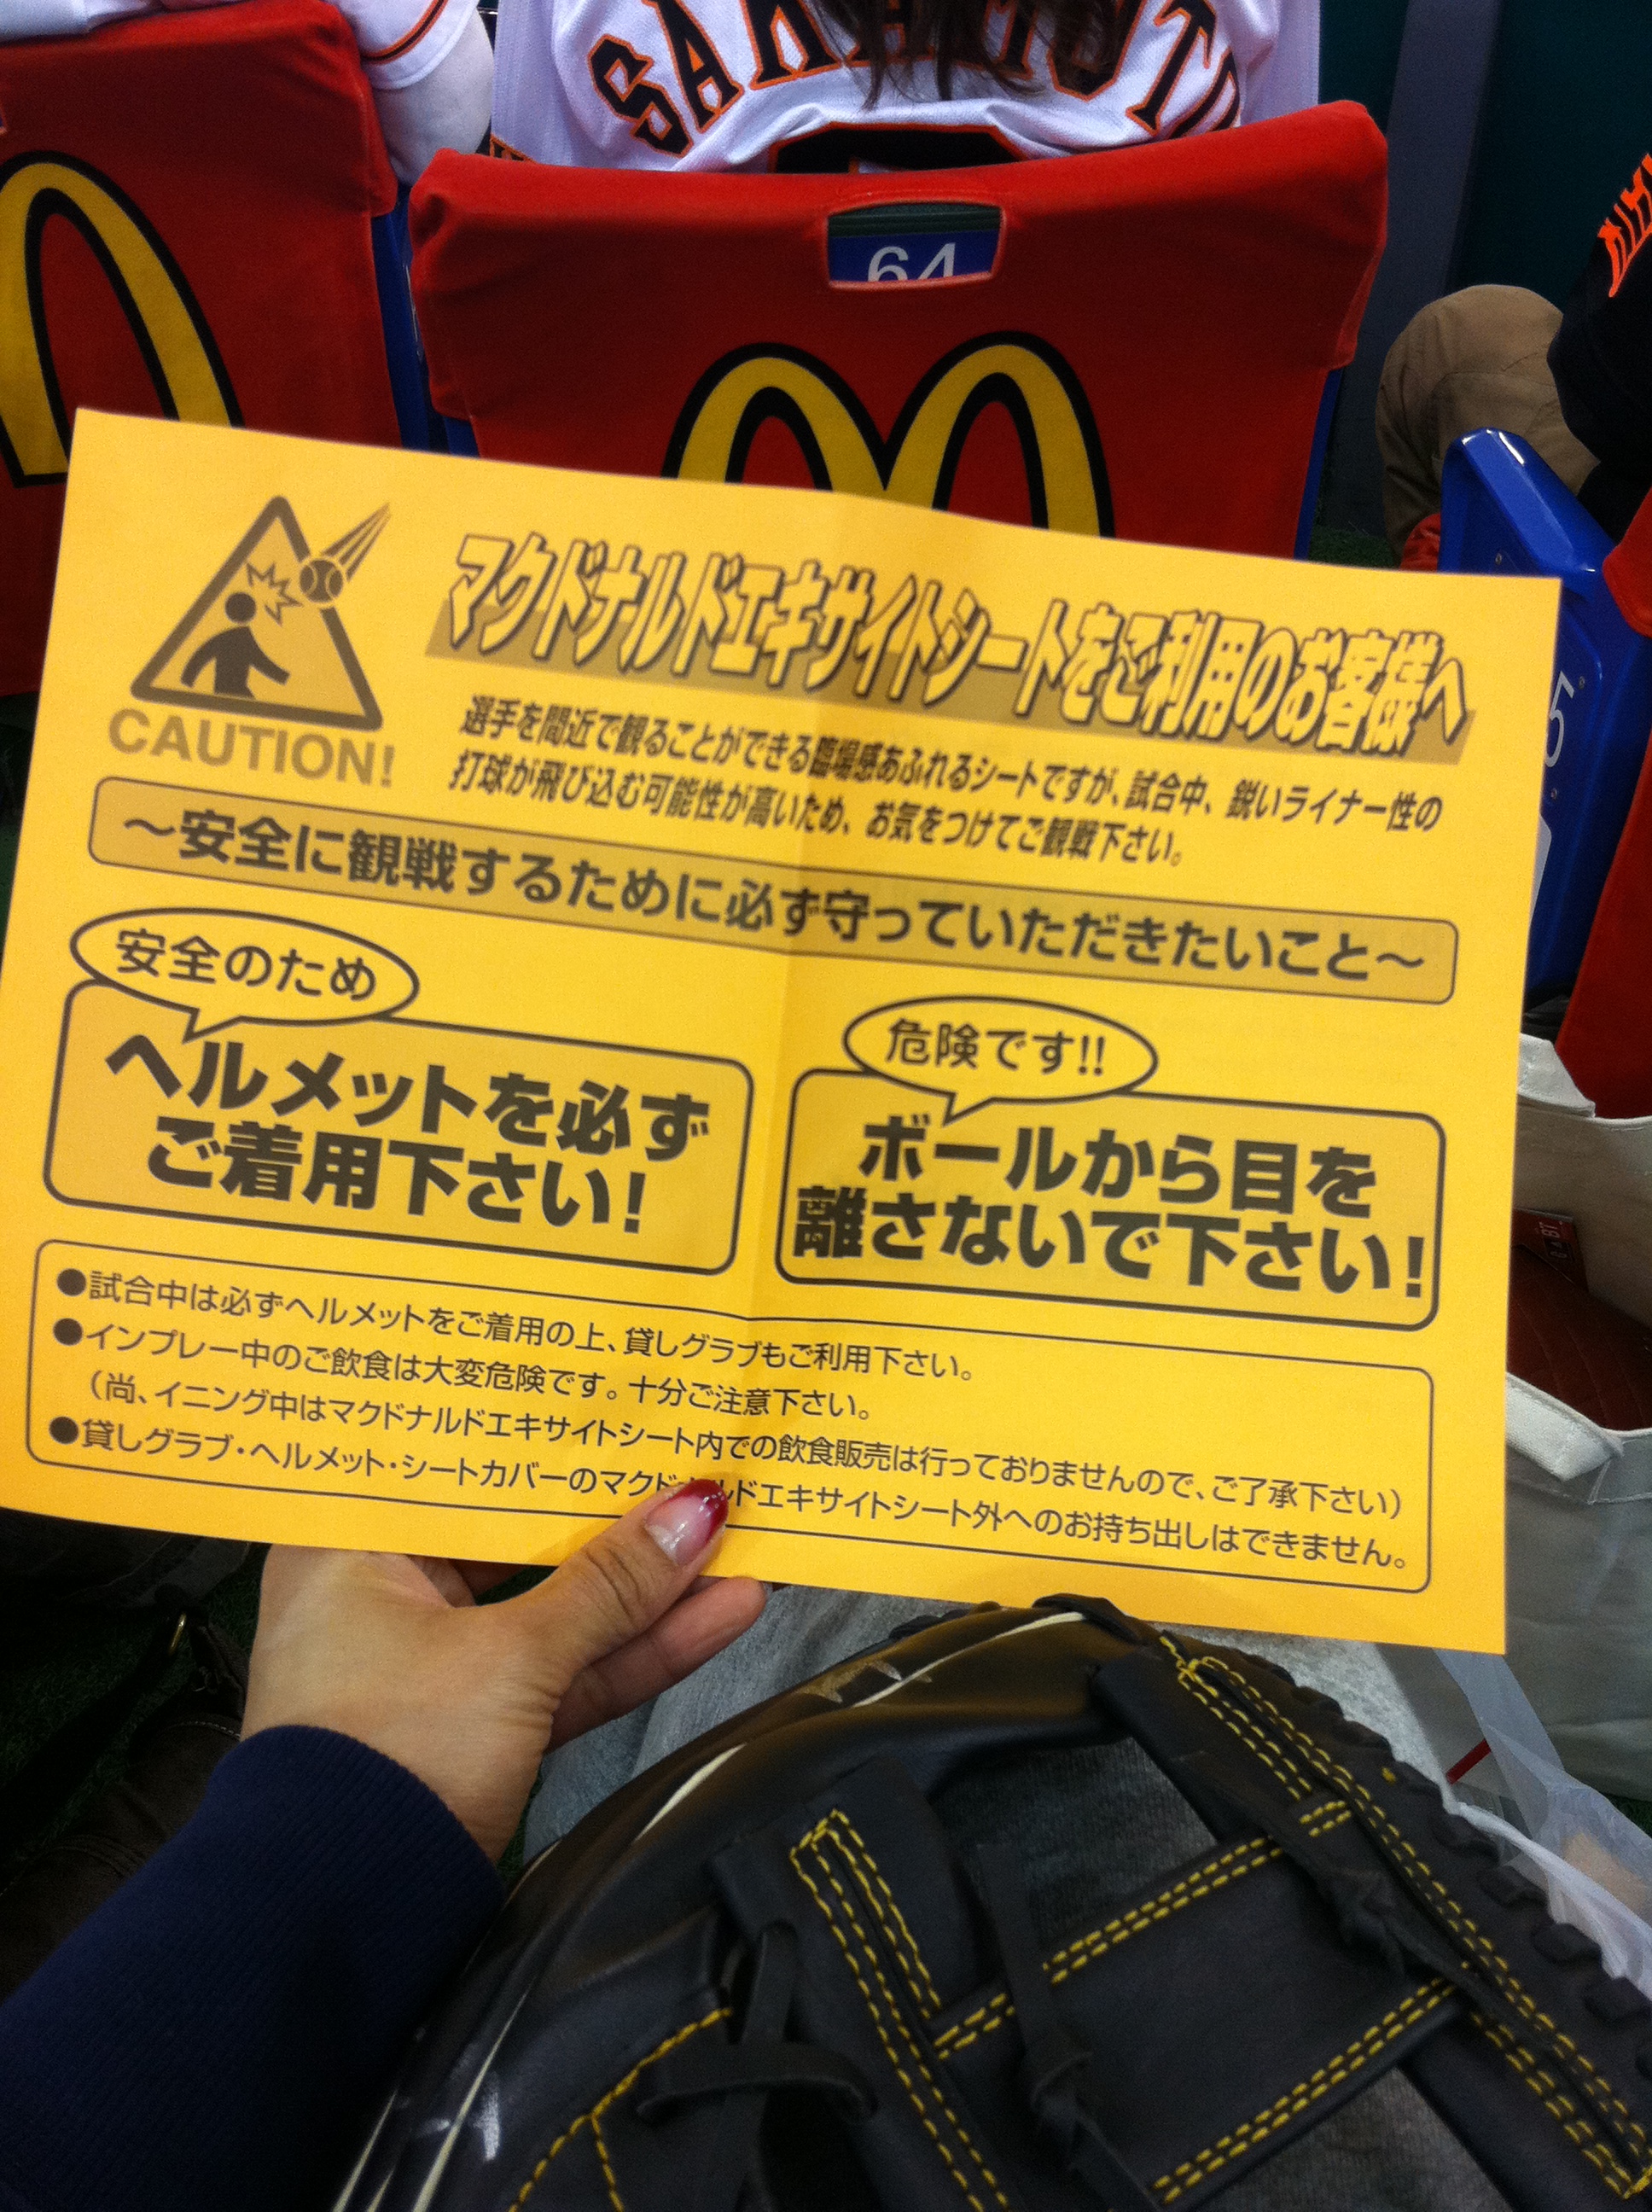 SAKAMOTO
64
CAUTION!
マクドナルドエキサイトシートをご利用のお客様へ
選手を間近で観ることができる臨場感あふれるシートですが、試合中、鋭いライナー性の
打球が飛び込む可能性が高いため、お気をつけてご観戦下さい。
～安全に観戦するために必ず守っていただきたいこと～
安全のため
ヘルメットを必ず
ご着用下さい!
危険です!!
ボールから目を
離さないで下さい!
●試合中は必ずヘルメットをご着用の上、貸しグラブもご利用下さい。
●インプレー中のご飲食は大変危険です。十分ご注意下さい。
（尚、イニング中はマクドナルドエキサイトシート内での飲食販売は行っておりませんので、ご了承下さい）
●貸しグラブ・ヘルメット・シートカバーのマクドナルドエキサイトシート外へのお持ち出しはできません。